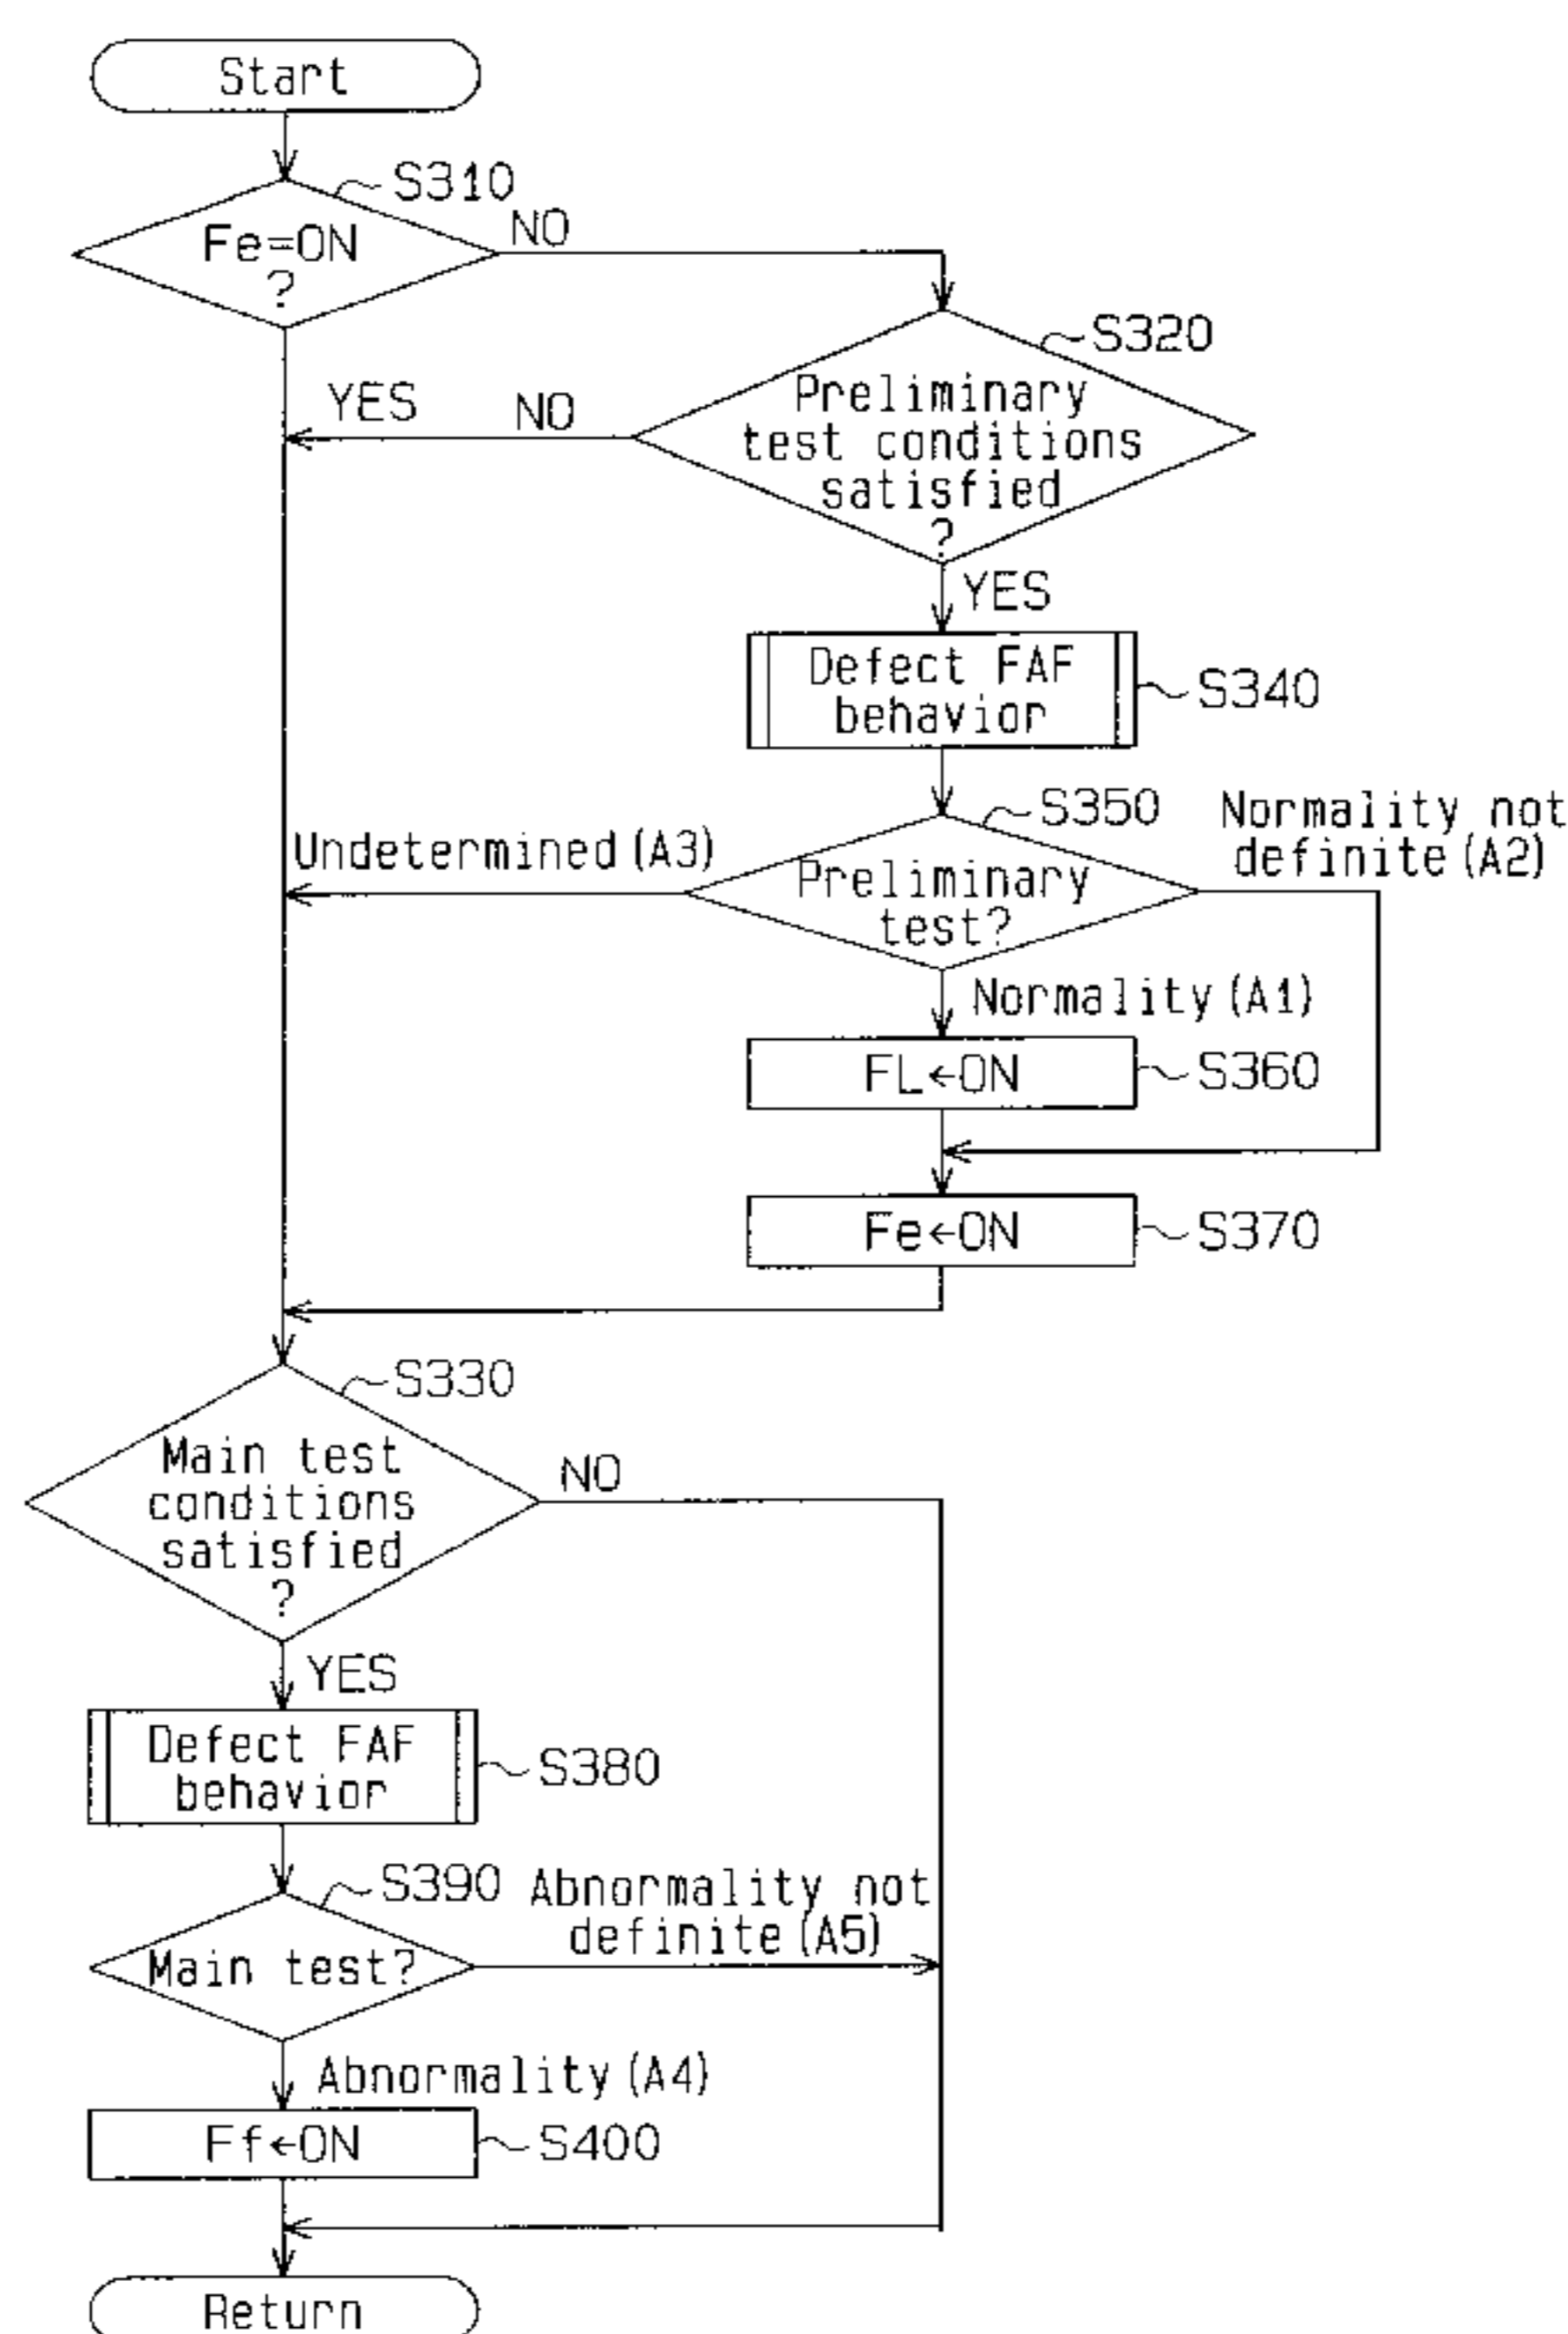 Start
S310
Fe=ON
?
NO
S320
Preliminary
test conditions
satisfied
?
YES
NO
YES
Defect FAF
behavior
S340
S350
Normality not
definite(A2)
Undetermined(A3)
Preliminary
test?
Normality(A1)
FL←ON
S360
Fe←ON
S370
S330
Main test
conditions
satisfied
?
NO
YES
Defect FAF
behavior
S380
S390
Abnormality not
definite(A5)
Main test?
Abnormality(A4)
Ff←ON
S400
Return